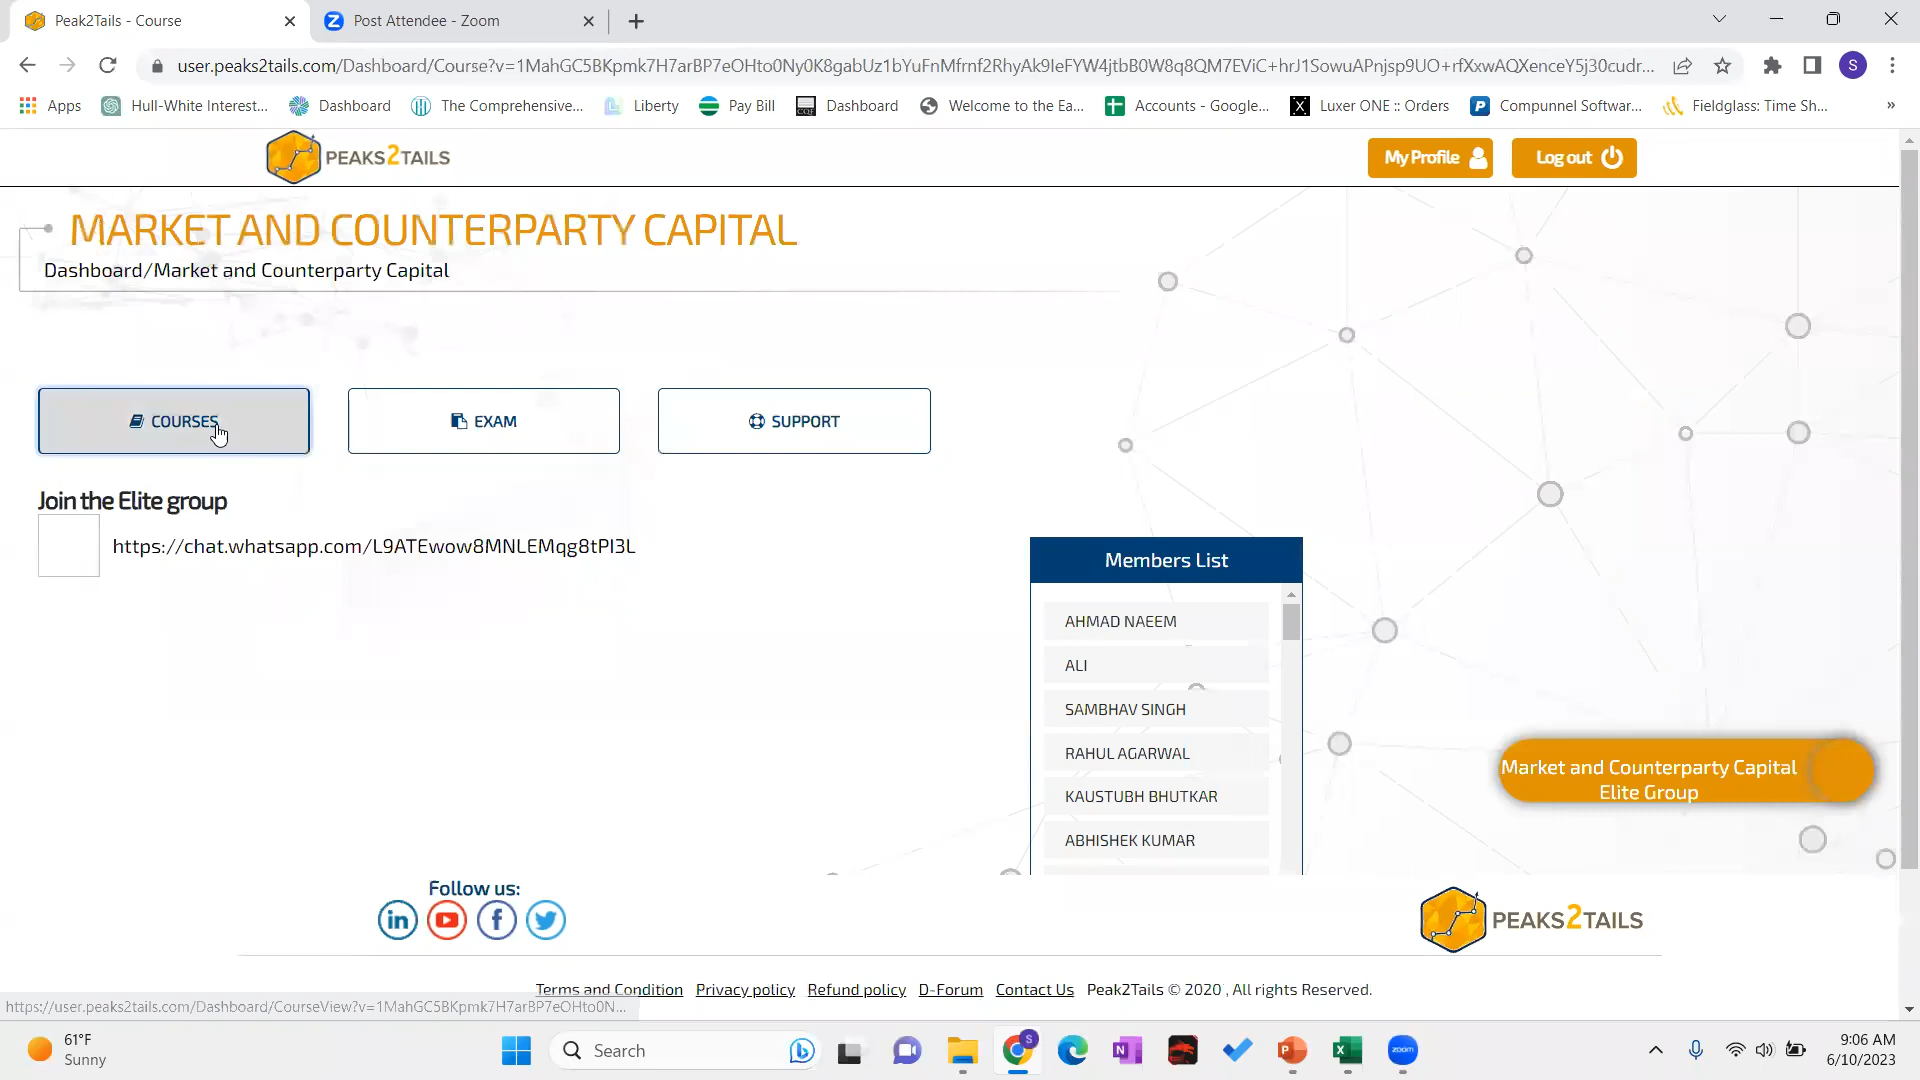 Peak2Tails - Course
Post Attendee - Zoom
user.peaks2tails.com/Dashboard/Course?v=1MahGC5BKpmk7H7arBP7eOHto0Ny0K8gabUz1bYuFnMfrnf2RhyAk9IeFYW4jtbB0W8q8QM7EViC+hrJ1SowuAPnjsp9UO+rfXxwAQXenceY5j30cudr...
S
Apps
Hull-White Interest...
Dashboard
The Comprehensive...
Liberty
Pay Bill
Dashboard
Welcome to the Ea...
Accounts - Google...
Luxer ONE :: Orders
Compunnel Softwar...
Fieldglass: Time Sh...
»
PEAKS2TAILS
My Profile
Log out
MARKET AND COUNTERPARTY CAPITAL
Dashboard/Market and Counterparty Capital
COURSES
EXAM
SUPPORT
Join the Elite group
https://chat.whatsapp.com/L9ATEwow8MNLEMqg8tPI3L
Members List
AHMAD NAEEM
ALI
SAMBHAV SINGH
RAHUL AGARWAL
KAUSTUBH BHUTKAR
ABHISHEK KUMAR
Market and Counterparty Capital
Elite Group
Follow us:
PEAKS2TAILS
Terms and Condition Privacy policy Refund policy D-Forum Contact Us Peak2Tails © 2020 , All rights Reserved.
https://user.peaks2tails.com/Dashboard/CourseView?v=1MahGC5BKpmk7H7arBP7eOHto0N...
61°F
Sunny
Search
zoom
9:06 AM
6/10/2023